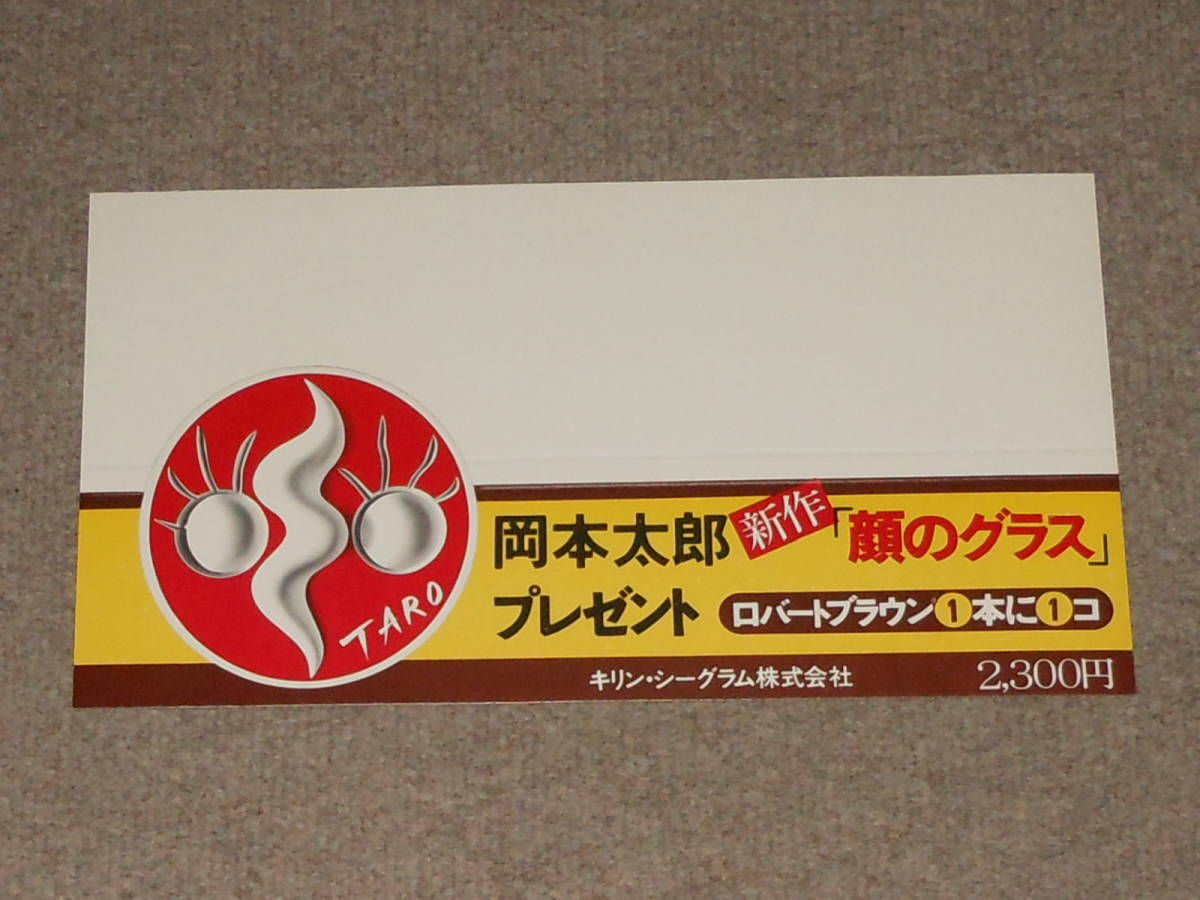 TARO
岡本太郎 新作 「顔のグラス」
プレゼント ロバートブラウン1本に1コ
キリン・シーグラム株式会社 2,300円